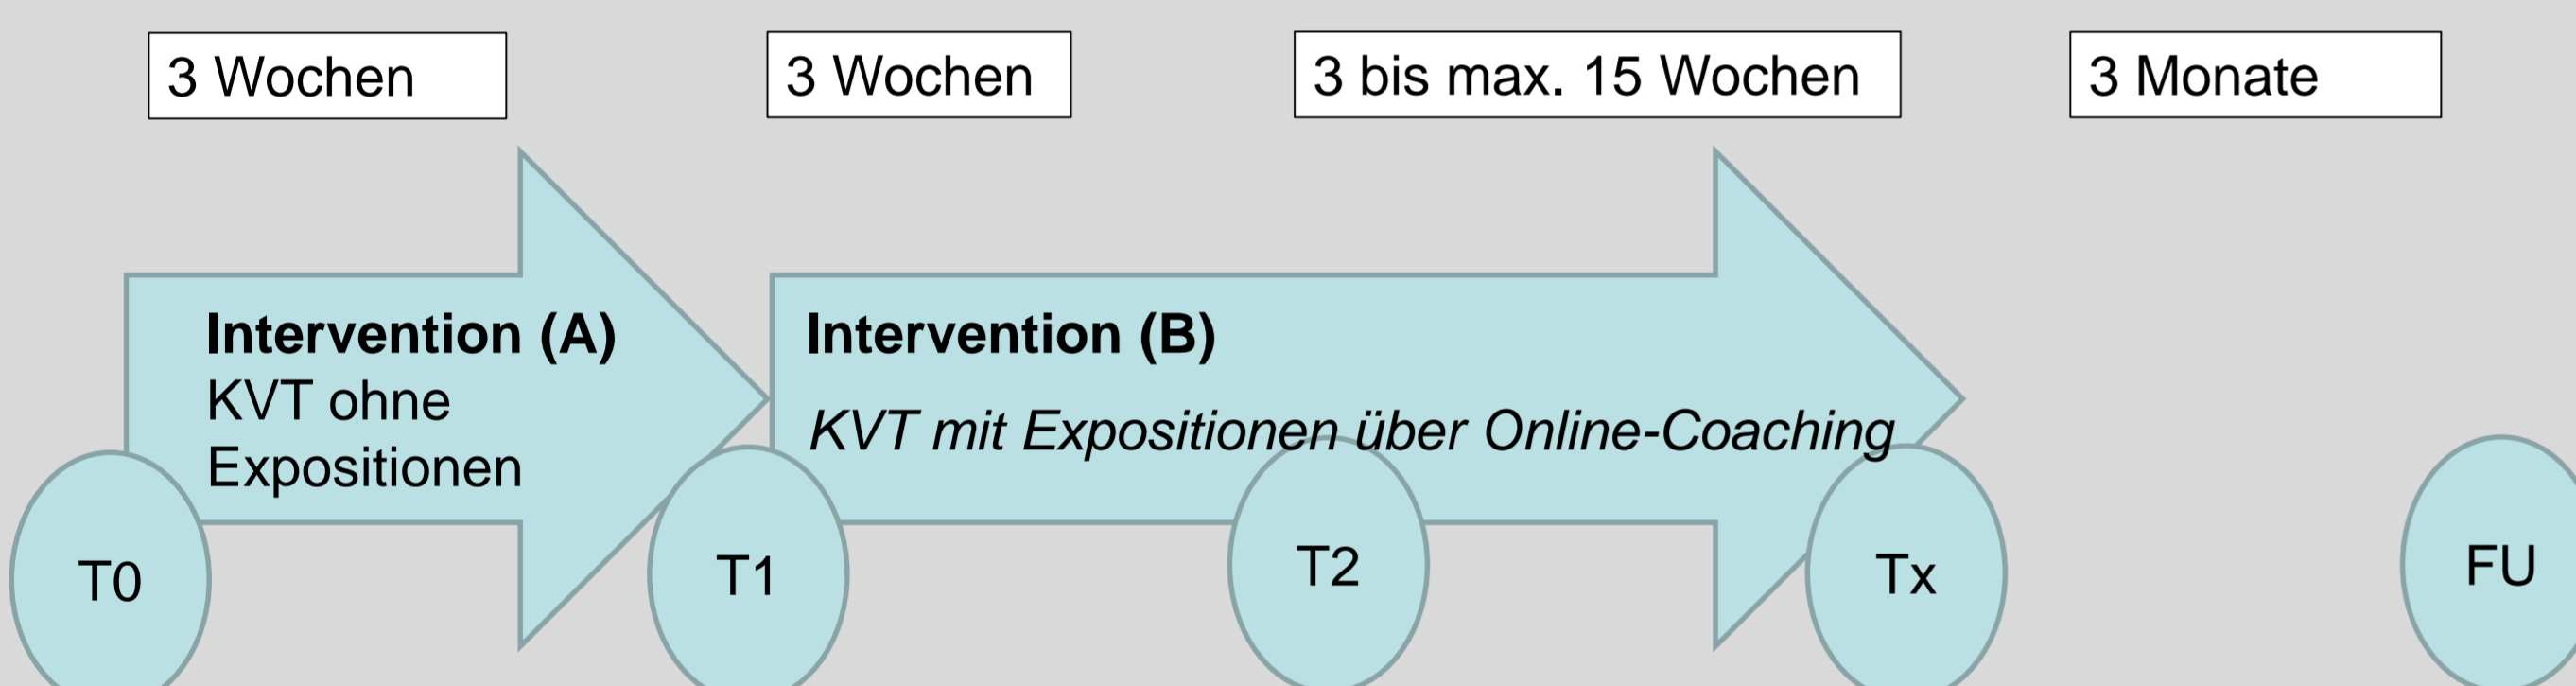 3 Wochen
3 Wochen
3 bis max. 15 Wochen
3 Monate
Intervention (A)
KVT ohne
Expositionen
Intervention (B)
KVT mit Expositionen über Online-Coaching
T0
T1
T2
Tx
FU